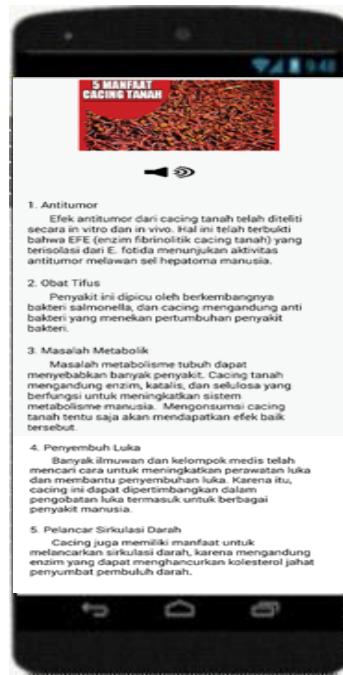 9:48
5 MANFAAT
CACING TANAH
1. Antitumor
Efek antitumor dari cacing tanah telah diteliti
secara in vitro dan in vivo. Hal ini telah terbukti
bahwa EFE (enzim fibrinolitik cacing tanah) yang
terisolasi dari E. fotida menunjukan aktivitas
antitumor melawan sel hepatoma manusia.
2. Obat Tifus
Penyakit ini dipicu oleh berkembangnya
bakteri salmonella, dan cacing mengandung anti
bakteri yang menekan pertumbuhan penyakit
bakteri.
3. Masalah Metabolik
Masalah metabolisme tubuh dapat
menyebabkan banyak penyakit. Cacing tanah
mengandung enzim, katalis, dan selulosa yang
berfungsi untuk meningkatkan sistem
metabolisme manusia. Mengonsumsi cacing
tanah tentu saja akan mendapatkan efek baik
tersebut.
4. Penyembuh Luka
Banyak ilmuwan dan kelompok medis telah
mencari cara untuk meningkatkan perawatan luka
dan membantu penyembuhan luka. Karena itu,
cacing ini dapat dipertimbangkan dalam
pengobatan luka termasuk untuk berbagai
penyakit manusia.
5. Pelancar Sirkulasi Darah
Cacing juga memiliki manfaat untuk
melancarkan sirkulasi darah, karena mengandung
enzim yang dapat menghancurkan kolesterol jahat
penyumbat pembuluh darah.